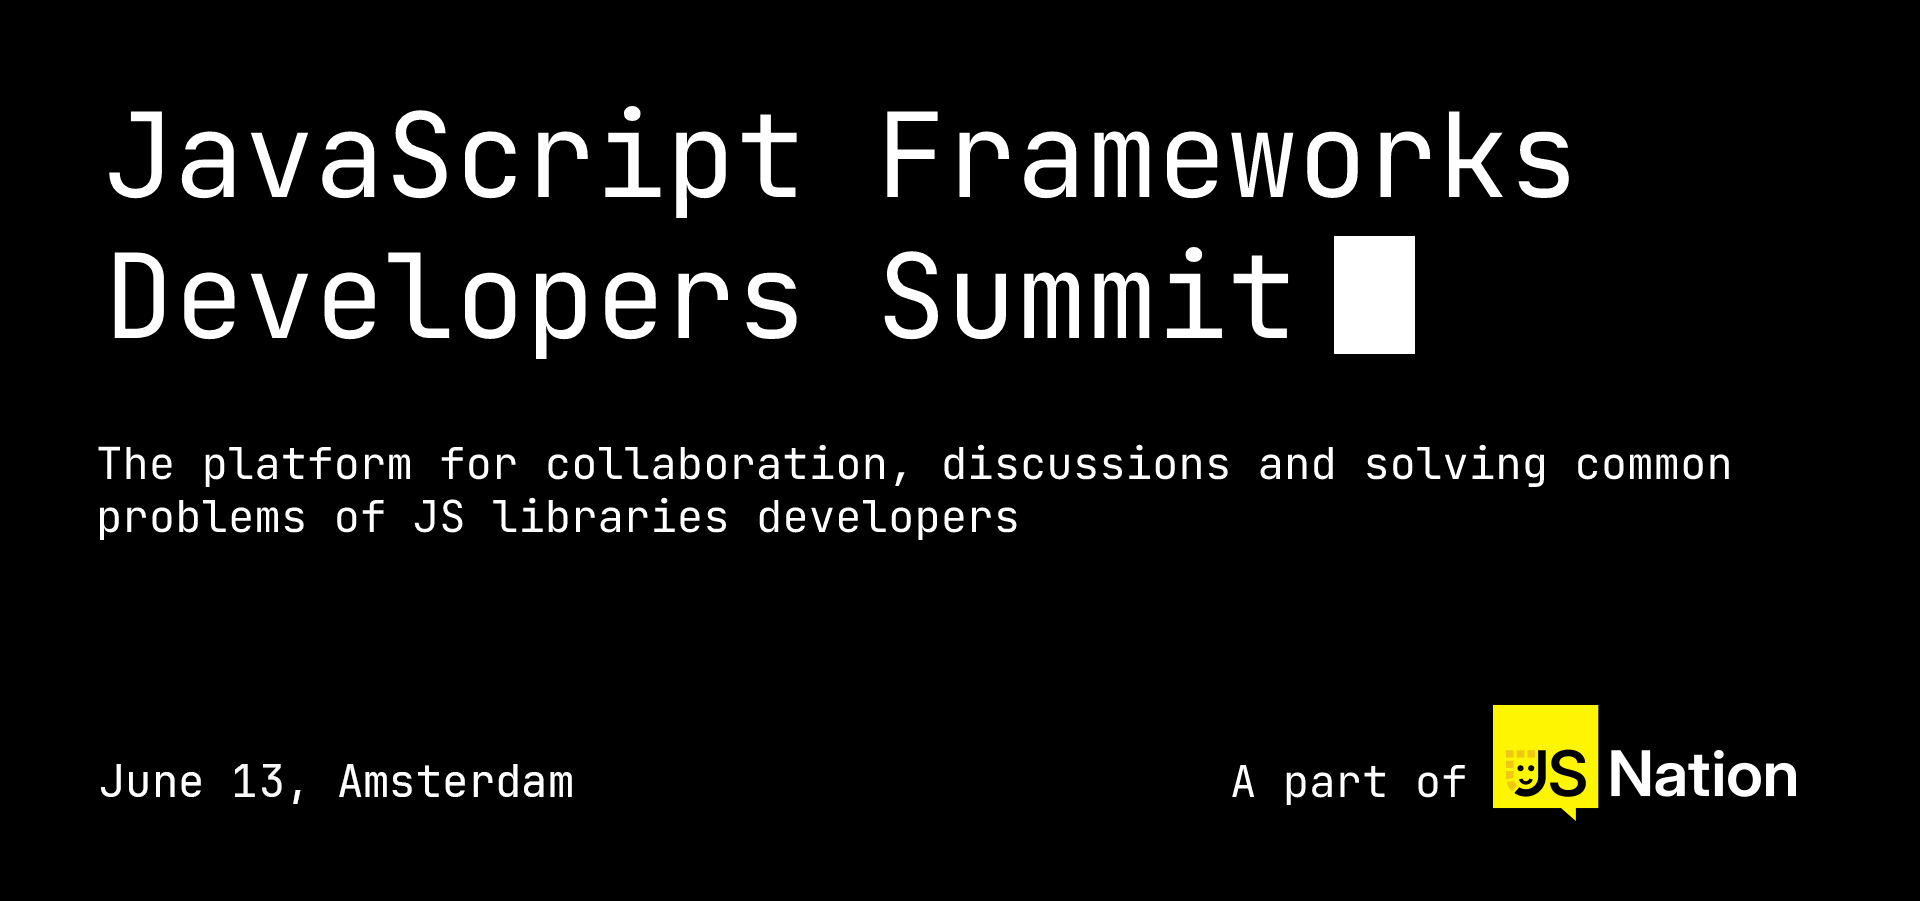 JavaScript Frameworks
Developers Summit
The platform for collaboration, discussions and solving common
problems of JS libraries developers
June 13, Amsterdam
A part of JS Nation